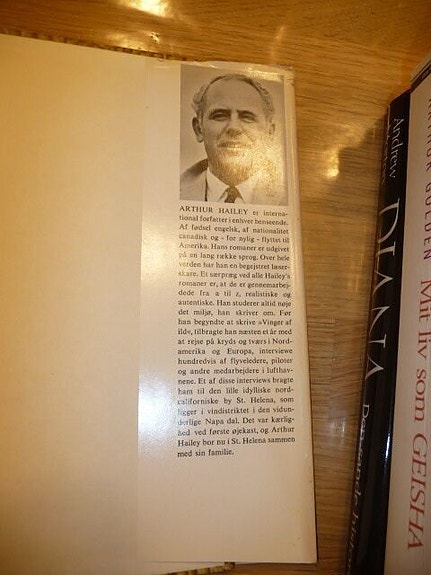 ARTHUR HAILEY er interna-
tional forfatter i enhver henseende.
Af fødsel engelsk, af nationalitet
canadisk og - for nylig - flyttet til
Amerika. Hans romaner er udgivet
på en lang række sprog. Over hele
verden har han en begejstret læser-
skare. Et særpræg ved alle Hailey's
romaner er, at de er gennemarbej-
dede fra a til z, realistiske og
autentiske. Han studerer altid nøje
det miljø, han skriver om. Før
han begyndte at skrive »Vinger af
ild«, tilbragte han næsten et år med
at rejse på kryds og tværs i Nord-
amerika og Europa, interviewe
hundredvis af flyveledere, piloter
og andre medarbejdere i lufthav-
nene. Et af disse interviews bragte
ham til den lille idylliske nord-
californiske by St. Helena, som
ligger i vindistriktet i den vidun-
derlige Napa dal. Det var kærlig-
hed ved første øjekast, og Arthur
Hailey bor nu i St. Helena sammen
med sin familie.
Andrew
DIANA
GOLDEN Mit liv som GEISHA